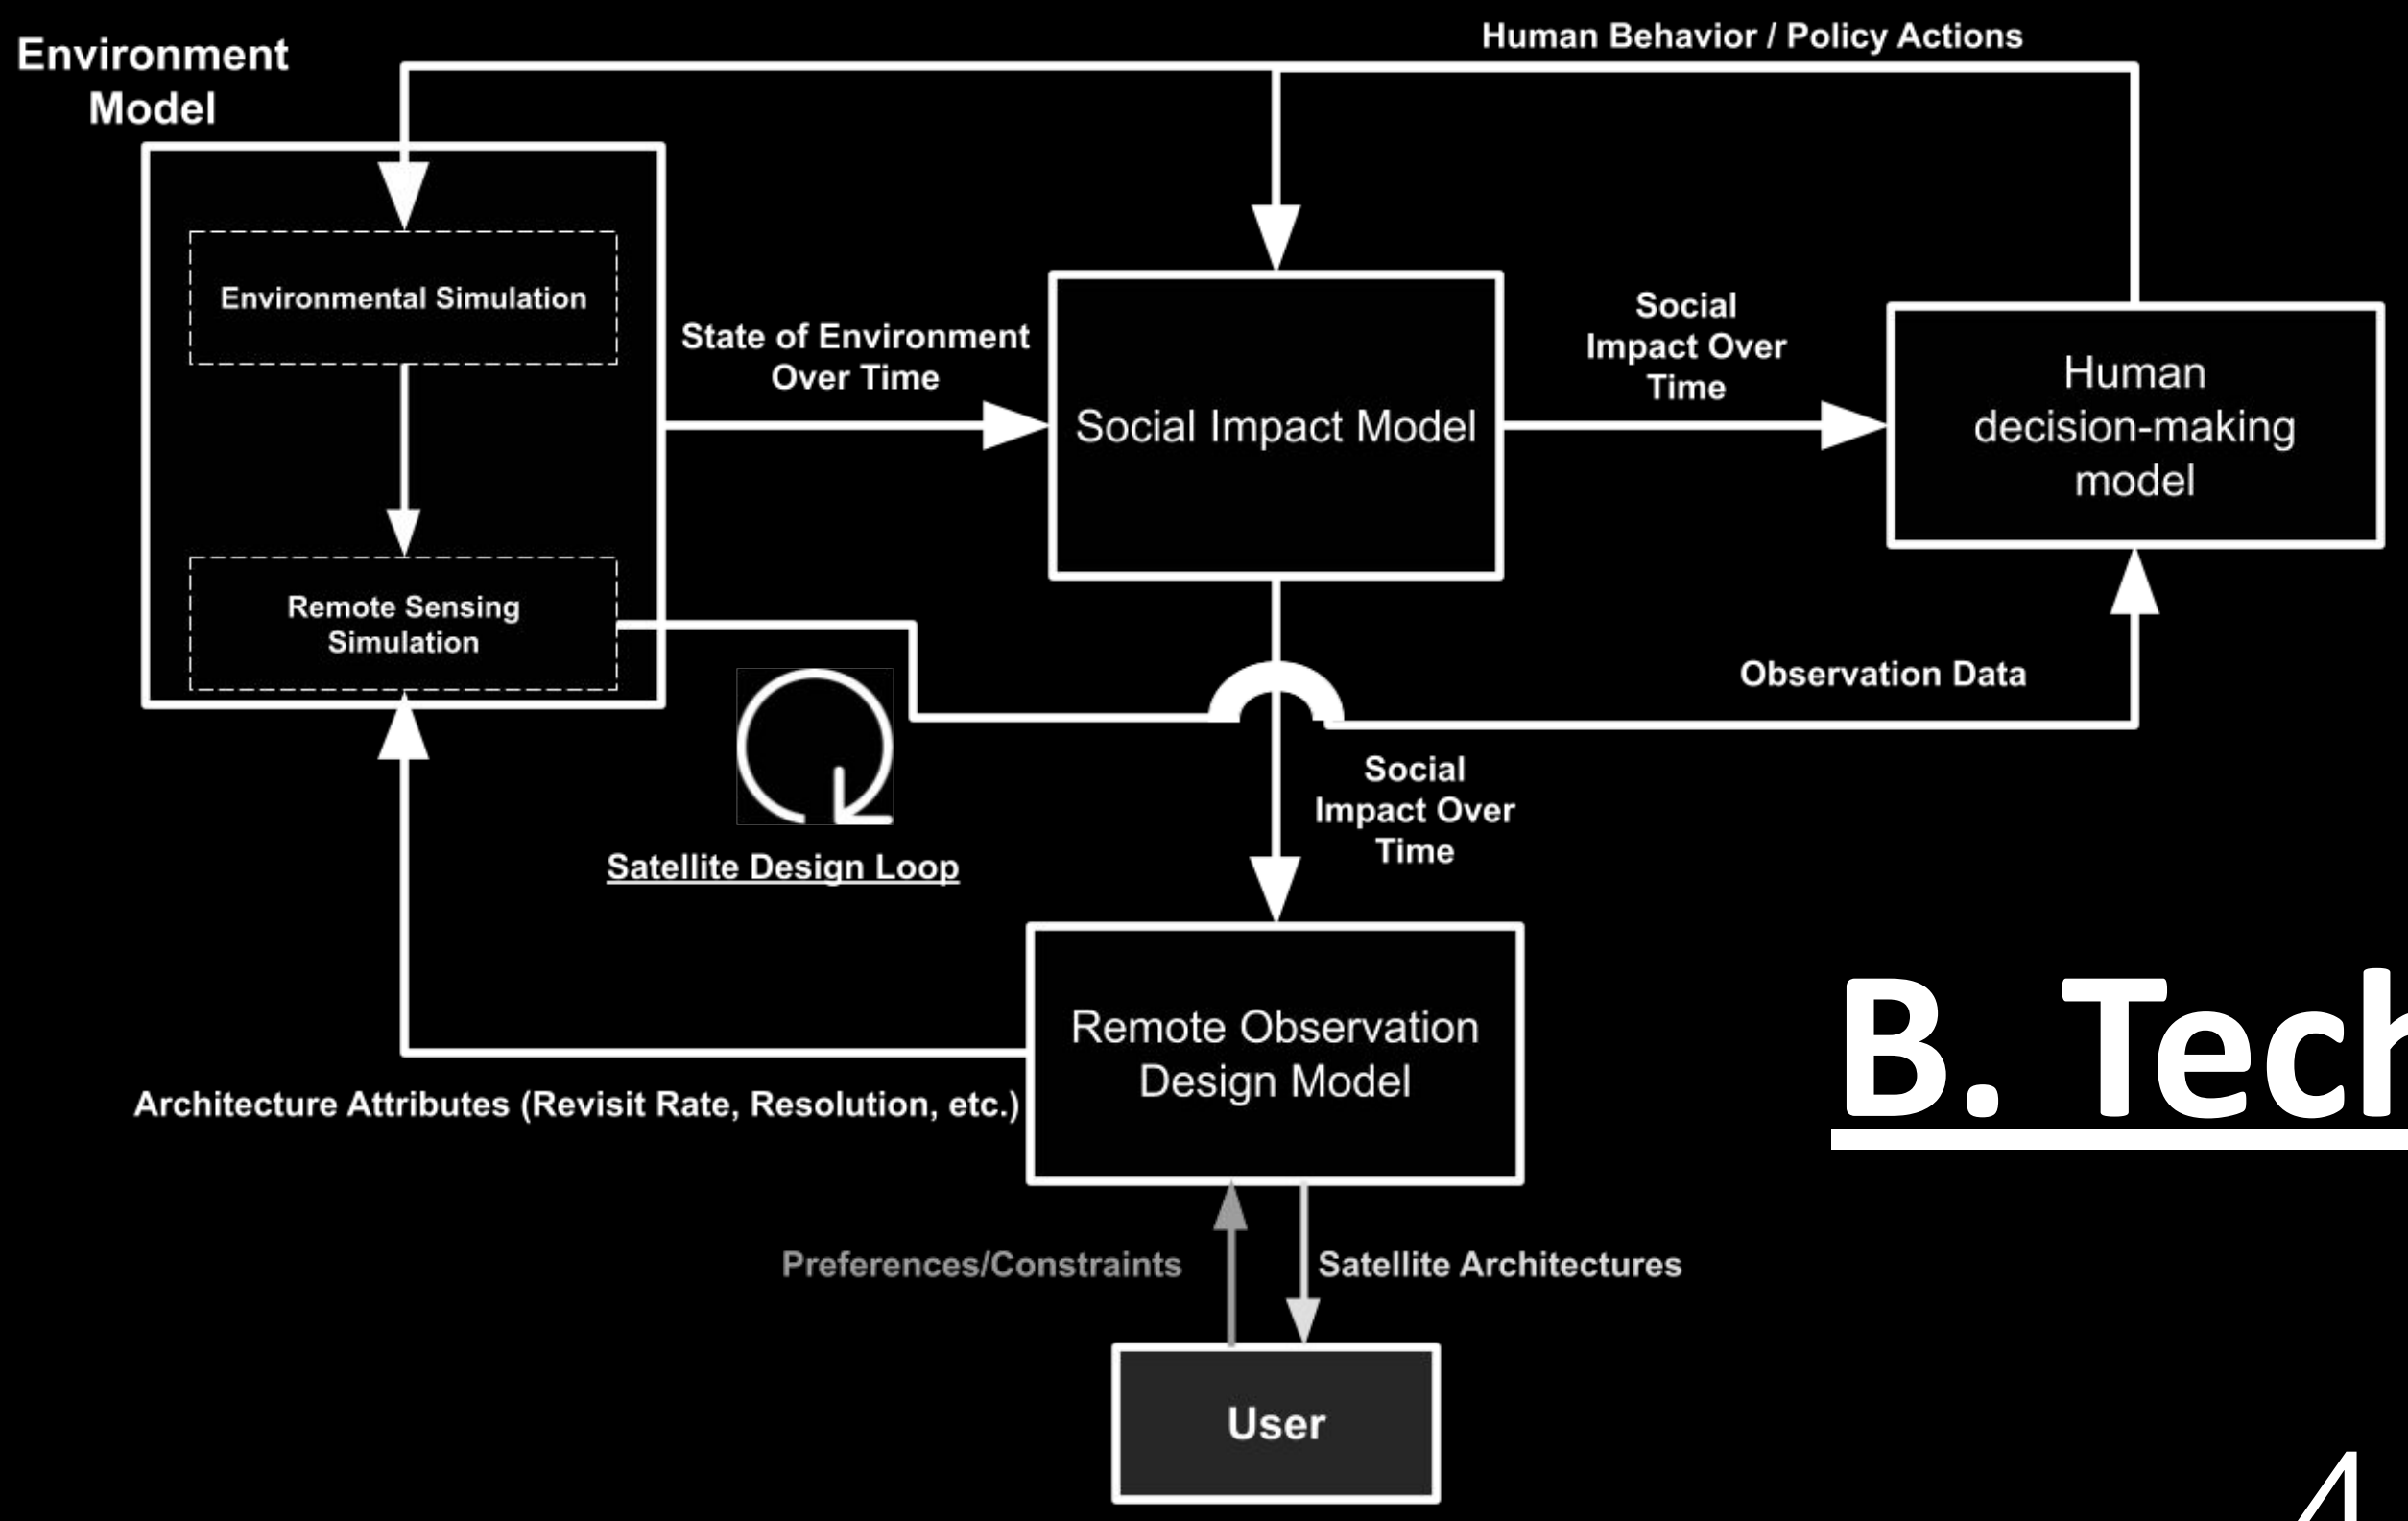 Human Behavior / Policy Actions
Environment
Model
Environmental Simulation
State of Environment
Over Time
Social Impact Model
Social
Impact Over
Time
Human
decision-making
model
Remote Sensing
Simulation
Observation Data
Satellite Design Loop
Social
Impact Over
Time
Remote Observation
Design Model
Architecture Attributes (Revisit Rate, Resolution, etc.)
B. Tech
Preferences/Constraints
Satellite Architectures
User
4